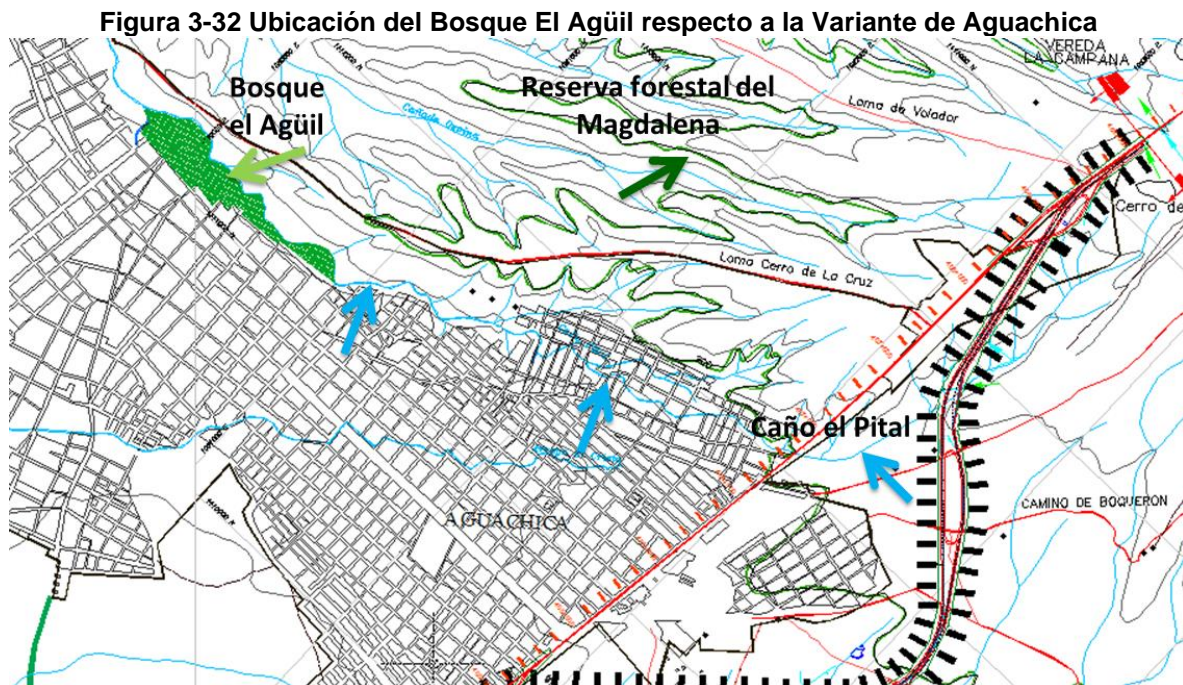 Figura 3-32 Ubicación del Bosque El Agüil respecto a la Variante de Aguachica
VEREDA
LA CAMPANA
Bosque
el Agüil
Reserva forestal del
Magdalena
Loma de Volador
Cerro de
Loma Cerro de La Cruz
Caño el Pital
CAMINO DE BOQUERON
AGUACHICA